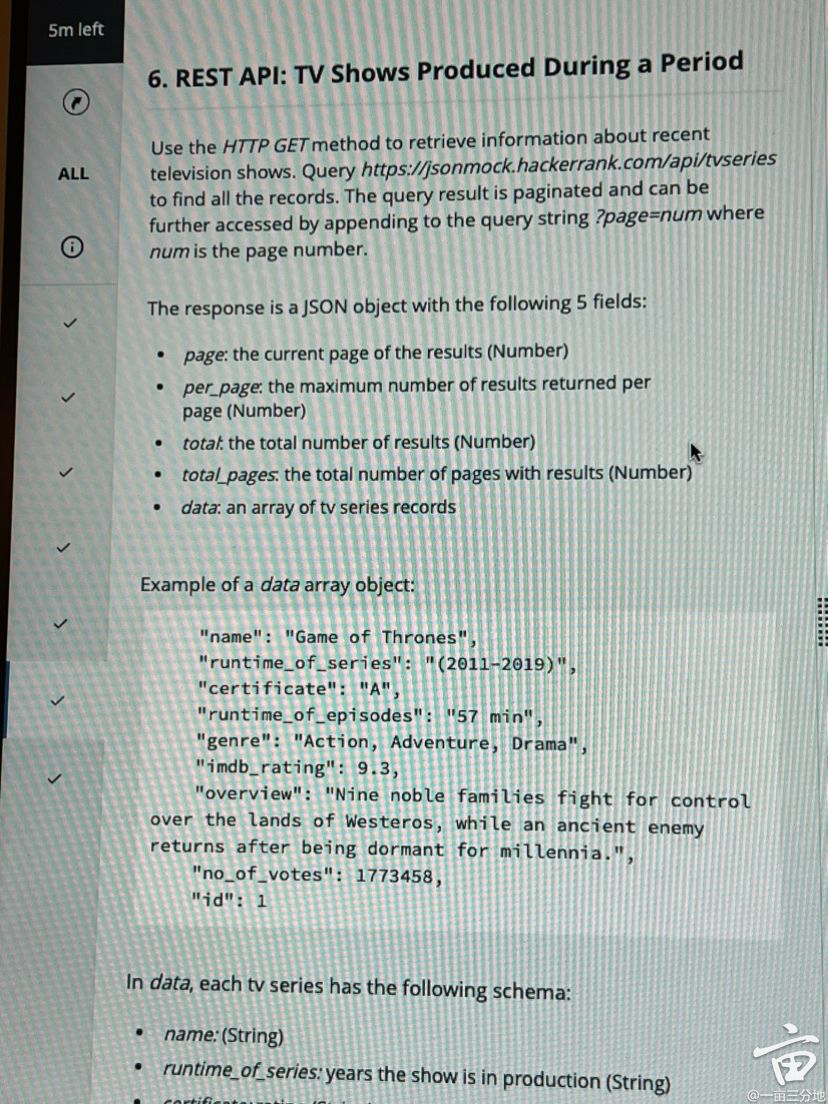 5m left
6. REST API: TV Shows Produced During a Period
ALL
Use the HTTP GET method to retrieve information about recent
television shows. Query https://jsonmock.hackerrank.com/api/tvseries
to find all the records. The query result is paginated and can be
further accessed by appending to the query string ?page=num where
num is the page number.
The response is a JSON object with the following 5 fields:
• page: the current page of the results (Number)
• per_page: the maximum number of results returned per
page (Number)
• total: the total number of results (Number)
• total_pages: the total number of pages with results (Number)
• data: an array of tv series records
Example of a data array object:
"name": "Game of Thrones",
"runtime_of_series": "(2011-2019)",
"certificate": "A",
"runtime_of_episodes": "57 min",
"genre": "Action, Adventure, Drama",
"imdb_rating": 9.3,
"overview": "Nine noble families fight for control
over the lands of Westeros, while an ancient enemy
returns after being dormant for millennia.",
"no_of_votes": 1773458,
"id": 1
In data, each tv series has the following schema:
• name: (String)
• runtime_of_series: years the show is in production (String)
亩
@一亩三分地